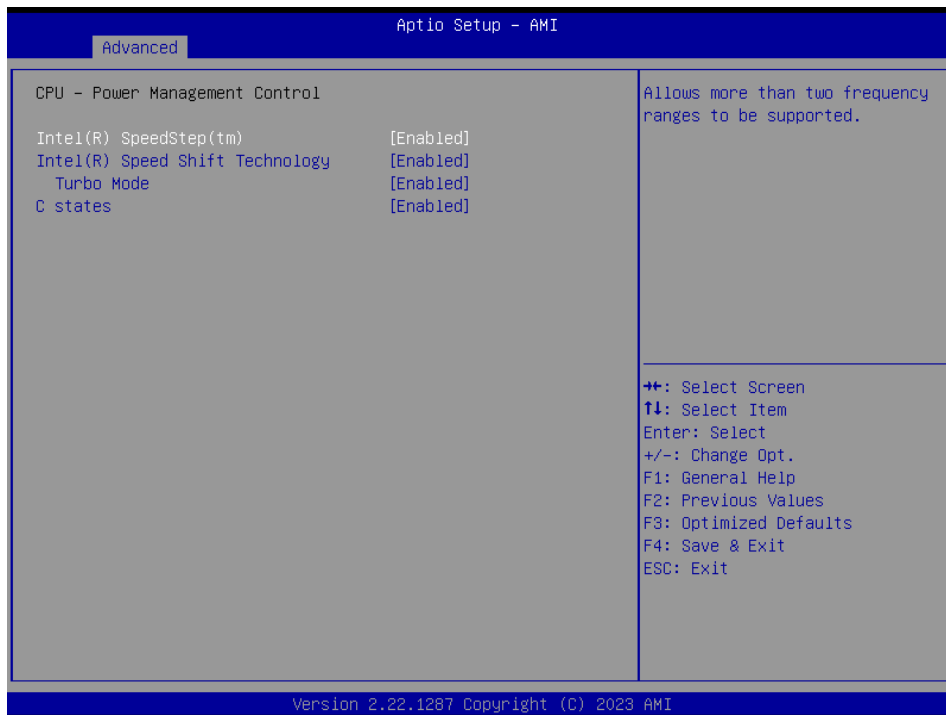 Aptio Setup – AMI
Advanced
CPU – Power Management Control
Intel(R) SpeedStep(tm) [Enabled]
Intel(R) Speed Shift Technology [Enabled]
Turbo Mode [Enabled]
C states [Enabled]
Allows more than two frequency
ranges to be supported.
→←: Select Screen
↑↓: Select Item
Enter: Select
+/-: Change Opt.
F1: General Help
F2: Previous Values
F3: Optimized Defaults
F4: Save & Exit
ESC: Exit
Version 2.22.1287 Copyright (C) 2023 AMI